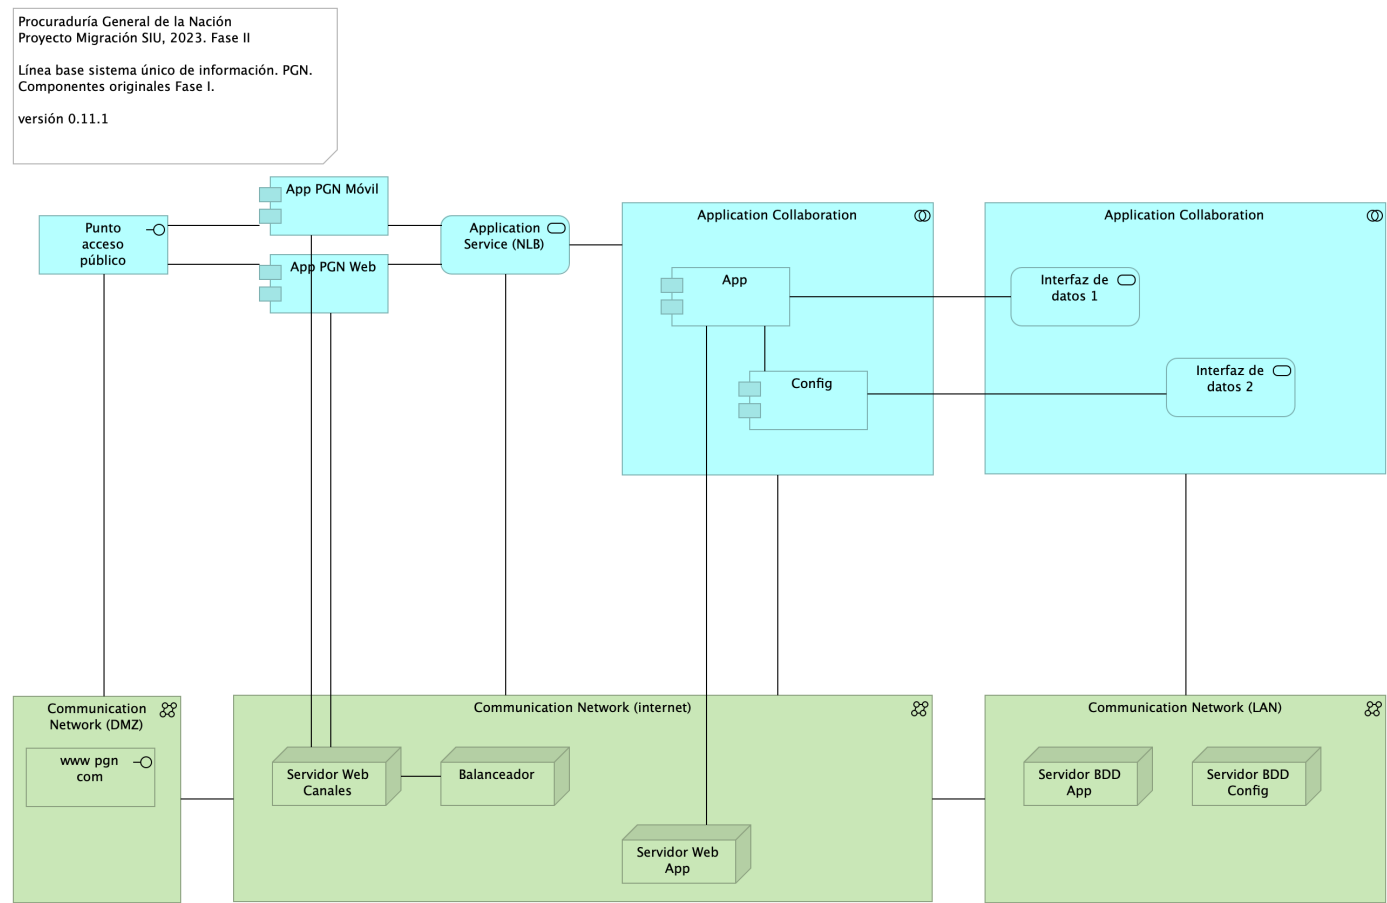 Procuraduría General de la Nación
Proyecto Migración SIU, 2023. Fase II
Línea base sistema único de información. PGN.
Componentes originales Fase I.
versión 0.11.1
Punto
acceso
público
App PGN Móvil
App PGN Web
Application
Service (NLB)
Application Collaboration
App
Config
Application Collaboration
Interfaz de
datos 1
Interfaz de
datos 2
Communication
Network (DMZ)
www pgn
com
Communication Network (internet)
Servidor Web
Canales
Balanceador
Servidor Web
App
Communication Network (LAN)
Servidor BDD
App
Servidor BDD
Config